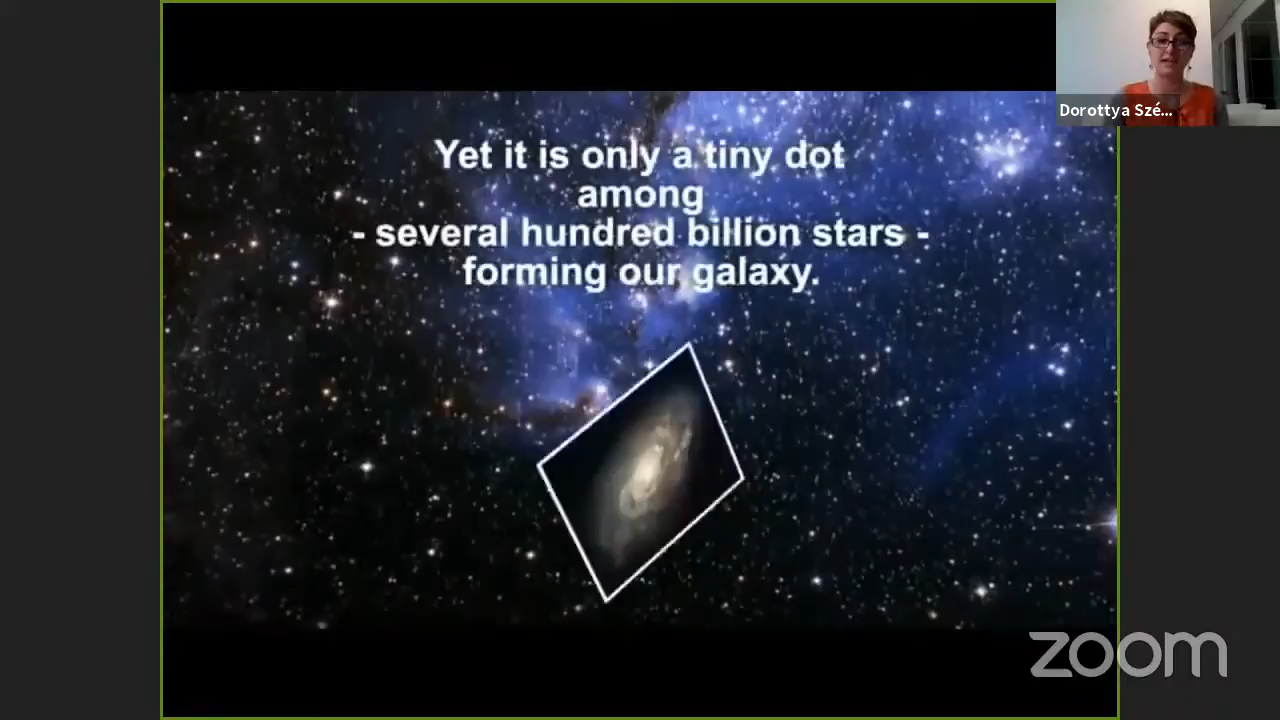 Yet it is only a tiny dot
among
- several hundred billion stars -
forming our galaxy.
Dorottya Szé...
zoom